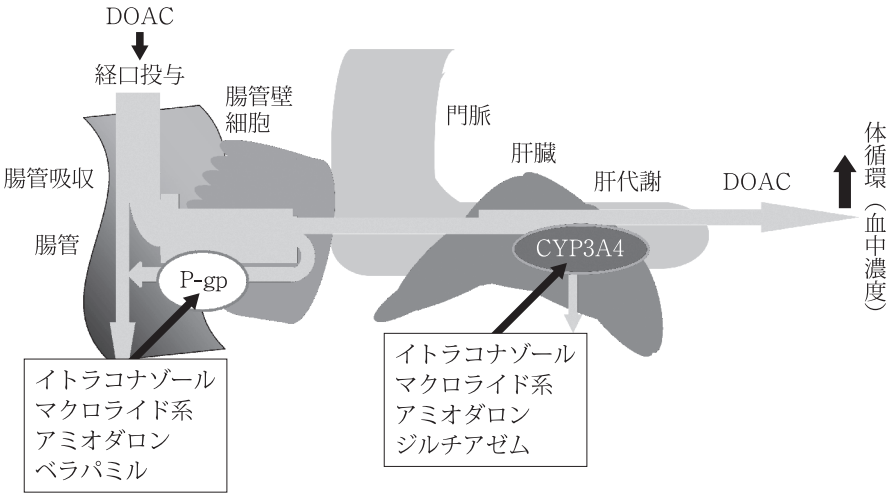 DOAC
経口投与
腸管壁
細胞
門脈
肝臓
肝代謝
DOAC
体循環（血中濃度）
腸管吸収
腸管
P-gp
CYP3A4
イトラコナゾール
マクロライド系
アミオダロン
ベラパミル
イトラコナゾール
マクロライド系
アミオダロン
ジルチアゼム